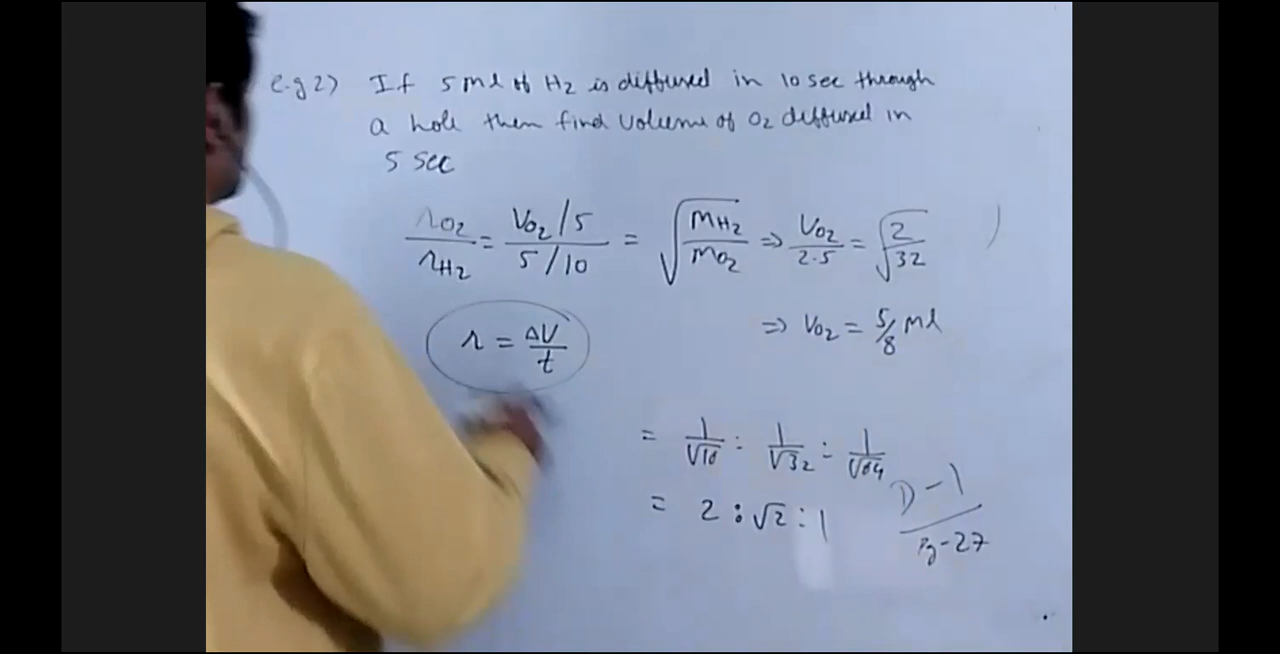 e.g 2) If 5 ml of H2 is diffused in 10 sec through
a hole then find volume of O2 diffused in
5 sec
rO2/rH2 = (VO2/5)/(5/10) = √(MH2/MO2) ⇒ VO2/2.5 = √(2/32)
⇒ VO2 = 5/8 ml
r = ΔV/t
= 1/√16 : 1/√32 : 1/√64
= 2 : √2 : 1
D-1
Pg-27